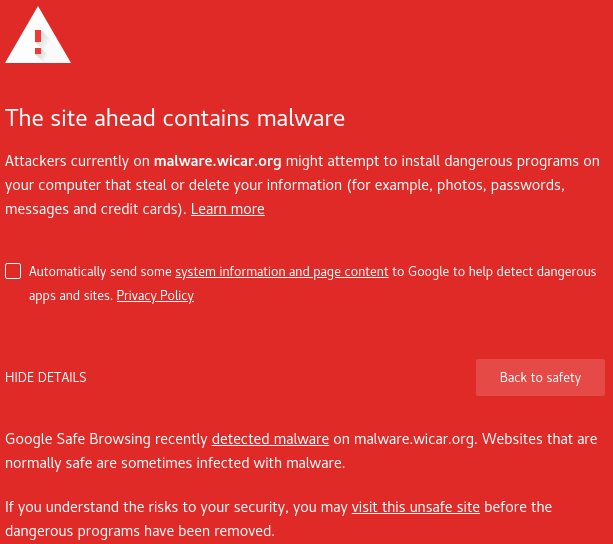 The site ahead contains malware
Attackers currently on malware.wicar.org might attempt to install dangerous programs on
your computer that steal or delete your information (for example, photos, passwords,
messages and credit cards). Learn more
Automatically send some system information and page content to Google to help detect dangerous
apps and sites. Privacy Policy
HIDE DETAILS
Back to safety
Google Safe Browsing recently detected malware on malware.wicar.org. Websites that are
normally safe are sometimes infected with malware.
If you understand the risks to your security, you may visit this unsafe site before the
dangerous programs have been removed.